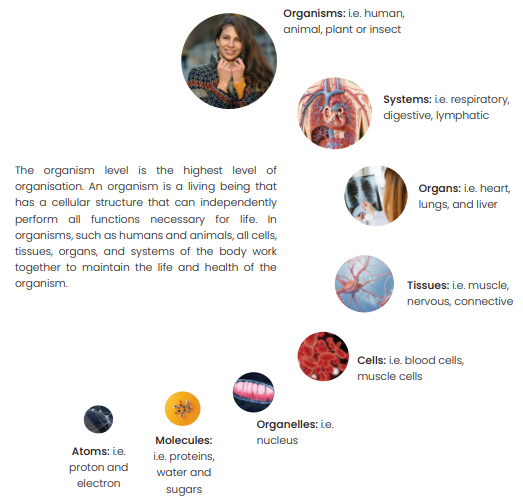 Organisms: i.e. human,
animal, plant or insect
Systems: i.e. respiratory,
digestive, lymphatic
The organism level is the highest level of
organisation. An organism is a living being that
has a cellular structure that can independently
perform all functions necessary for life. In
organisms, such as humans and animals, all cells,
tissues, organs, and systems of the body work
together to maintain the life and health of the
organism.
Organs: i.e. heart,
lungs, and liver
Tissues: i.e. muscle,
nervous, connective
Cells: i.e. blood cells,
muscle cells
Organelles: i.e.
nucleus
Molecules:
i.e. proteins,
water and
sugars
Atoms: i.e.
proton and
electron